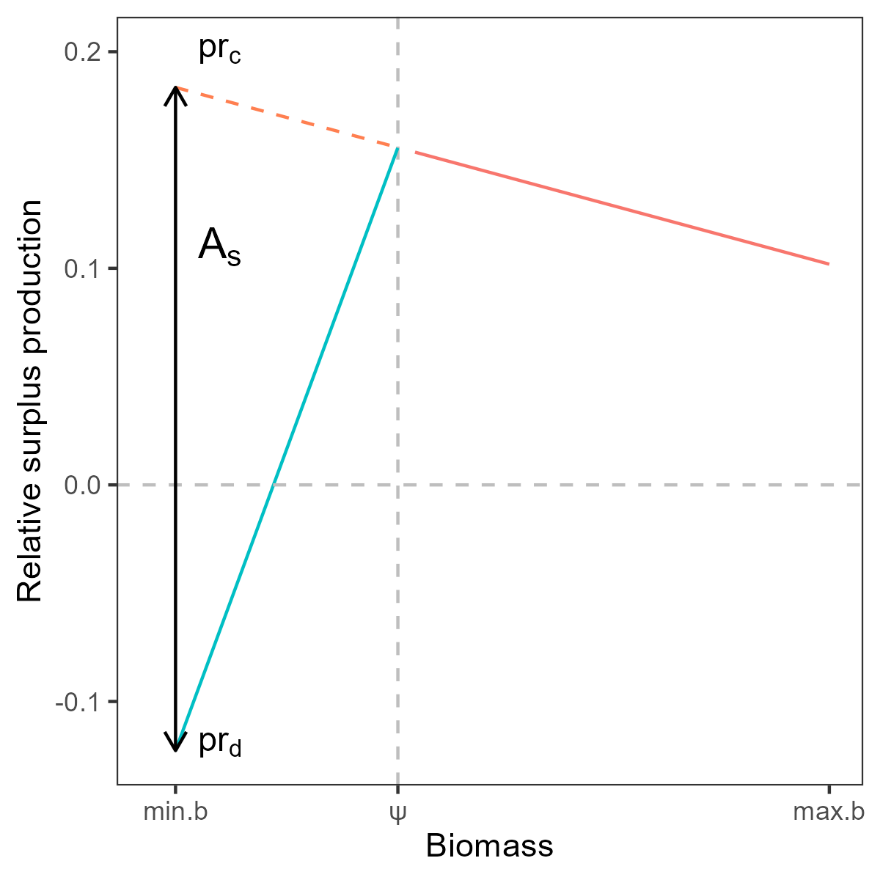 0.2
pr_c
A_s
0.1
0.0
-0.1
pr_d
min.b ψ max.b
Biomass
Relative surplus production